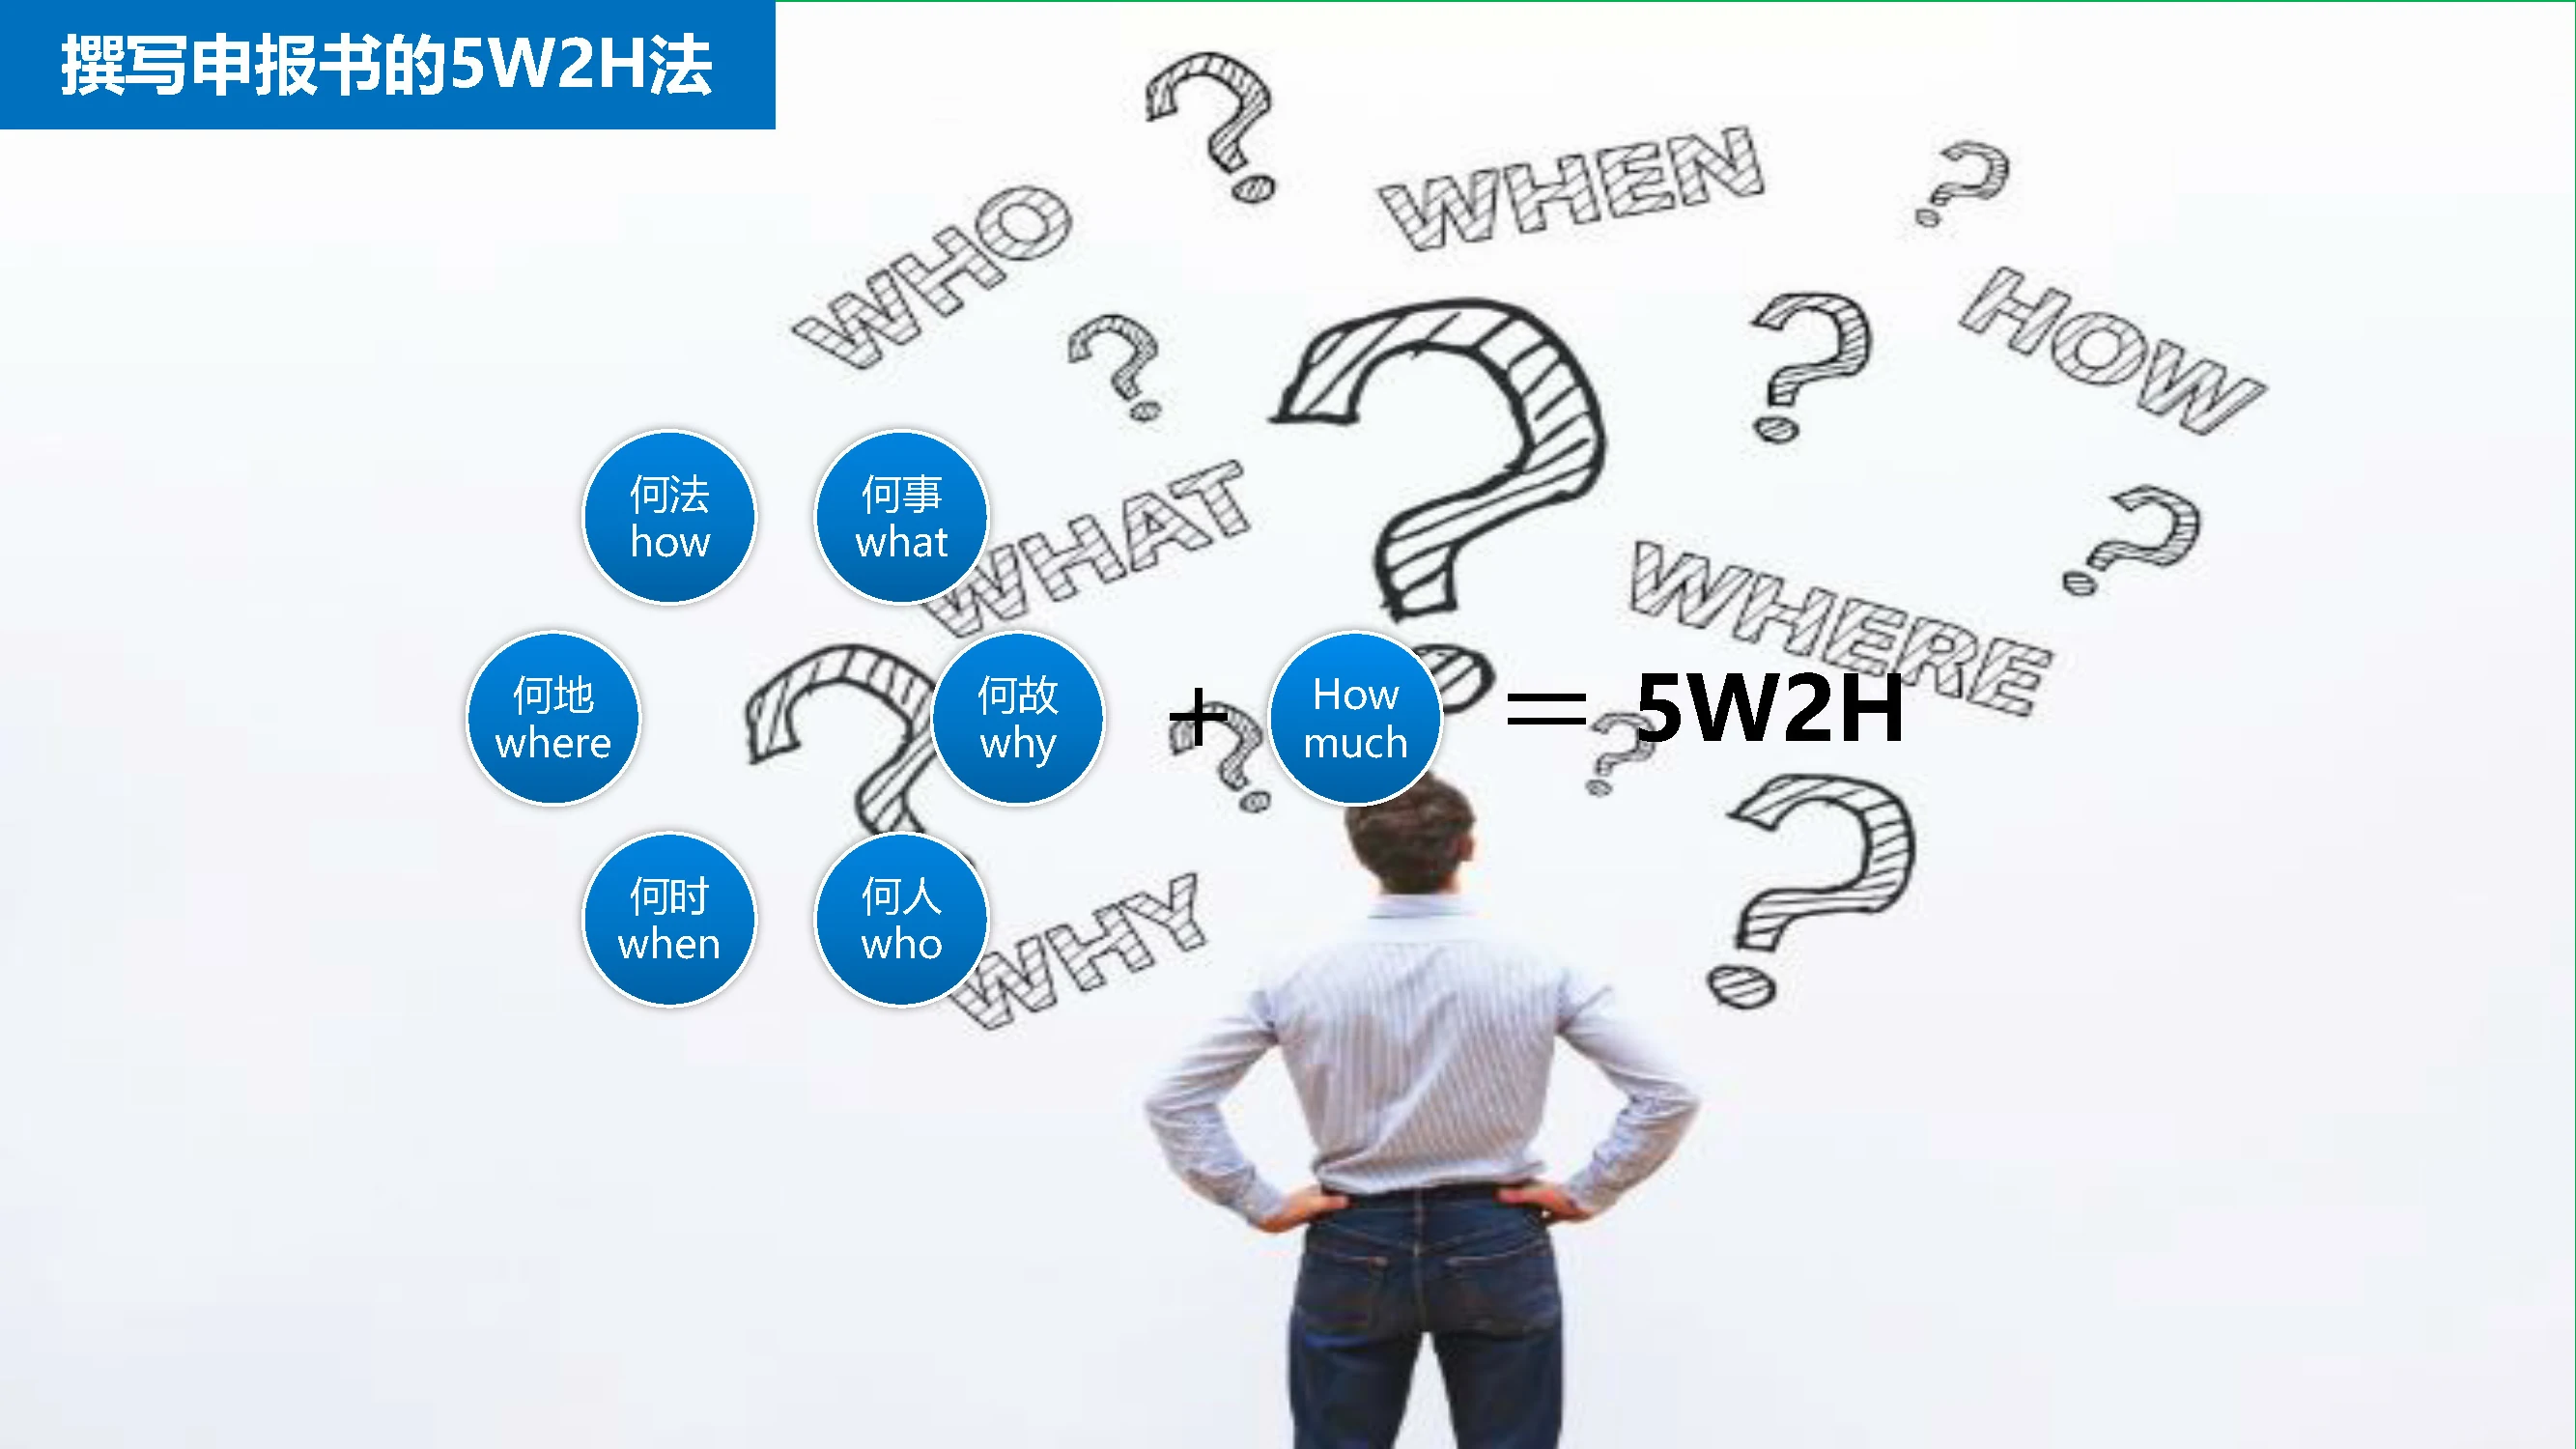 撰写申报书的5W2H法
WHO
WHEN
HOW
WHAT
WHERE
WHY
何法
how
何事
what
何地
where
何故
why
+
How
much
=
5W2H
何时
when
何人
who